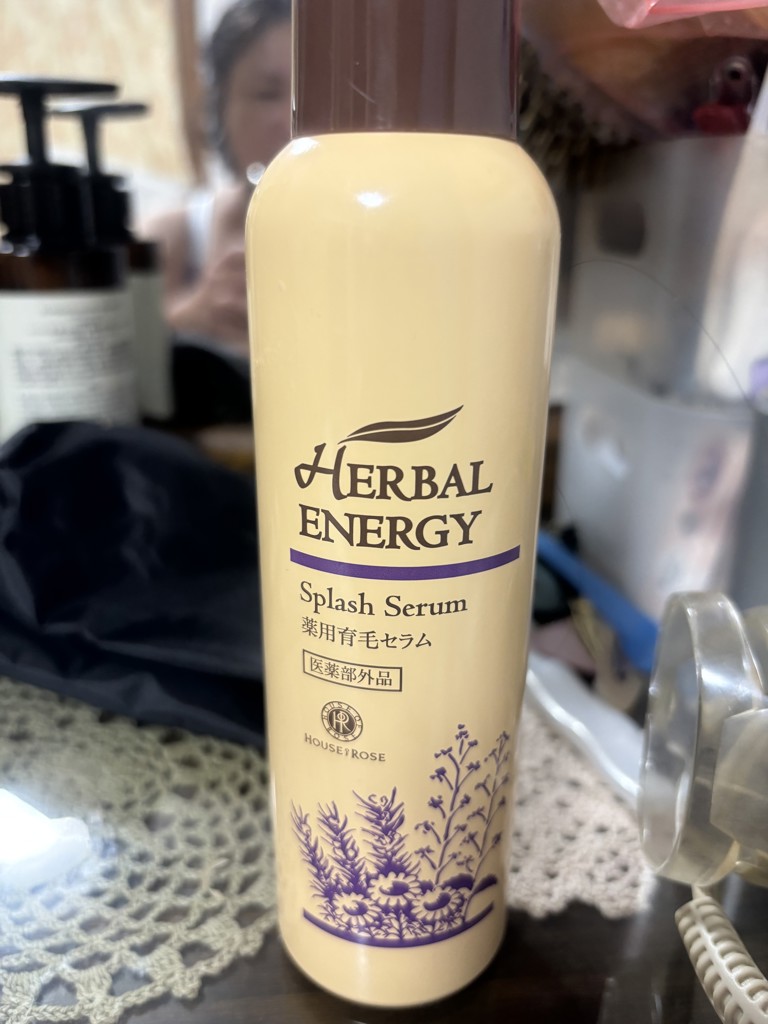 HERBAL
ENERGY
Splash Serum
薬用育毛セラム
医薬部外品
HOUSE OF ROSE